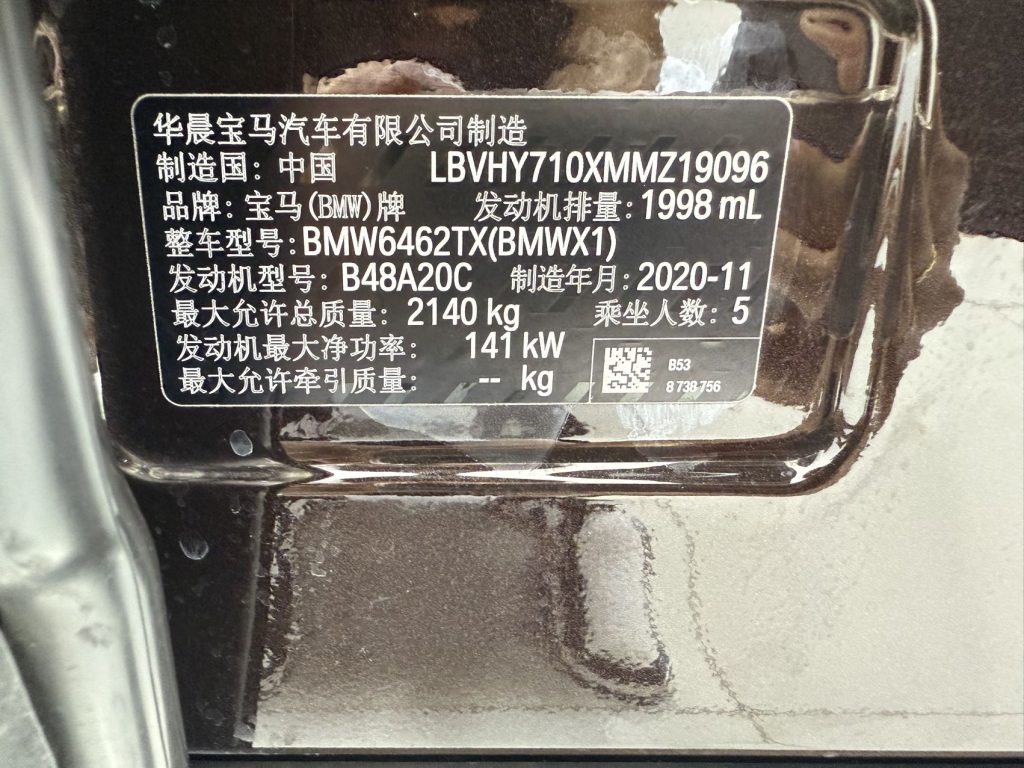 华晨宝马汽车有限公司制造
制造国：中国 LBVHY710XMMZ19096
品牌：宝马(BMW)牌 发动机排量：1998 mL
整车型号：BMW6462TX(BMWX1)
发动机型号：B48A20C 制造年月：2020-11
最大允许总质量：2140 kg 乘坐人数：5
发动机最大净功率：141 kW
最大允许牵引质量：-- kg
B53
8 738 756